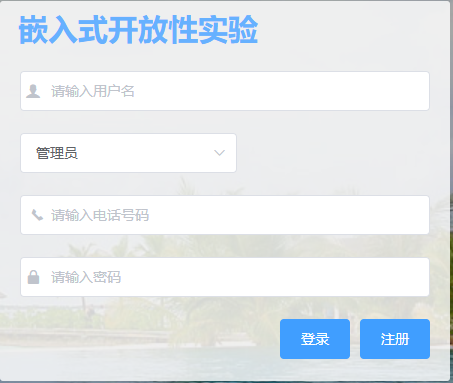 嵌入式开放性实验
请输入用户名
管理员
请输入电话号码
请输入密码
登录 注册